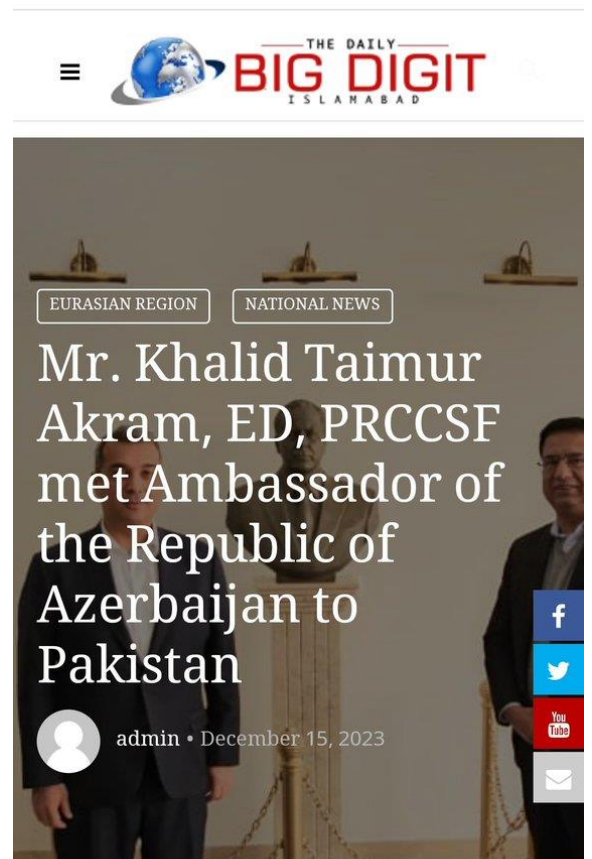 THE DAILY
BIG DIGIT
ISLAMABAD
EURASIAN REGION
NATIONAL NEWS
Mr. Khalid Taimur
Akram, ED, PRCCSF
met Ambassador of
the Republic of
Azerbaijan to
Pakistan
admin • December 15, 2023
You
Tube